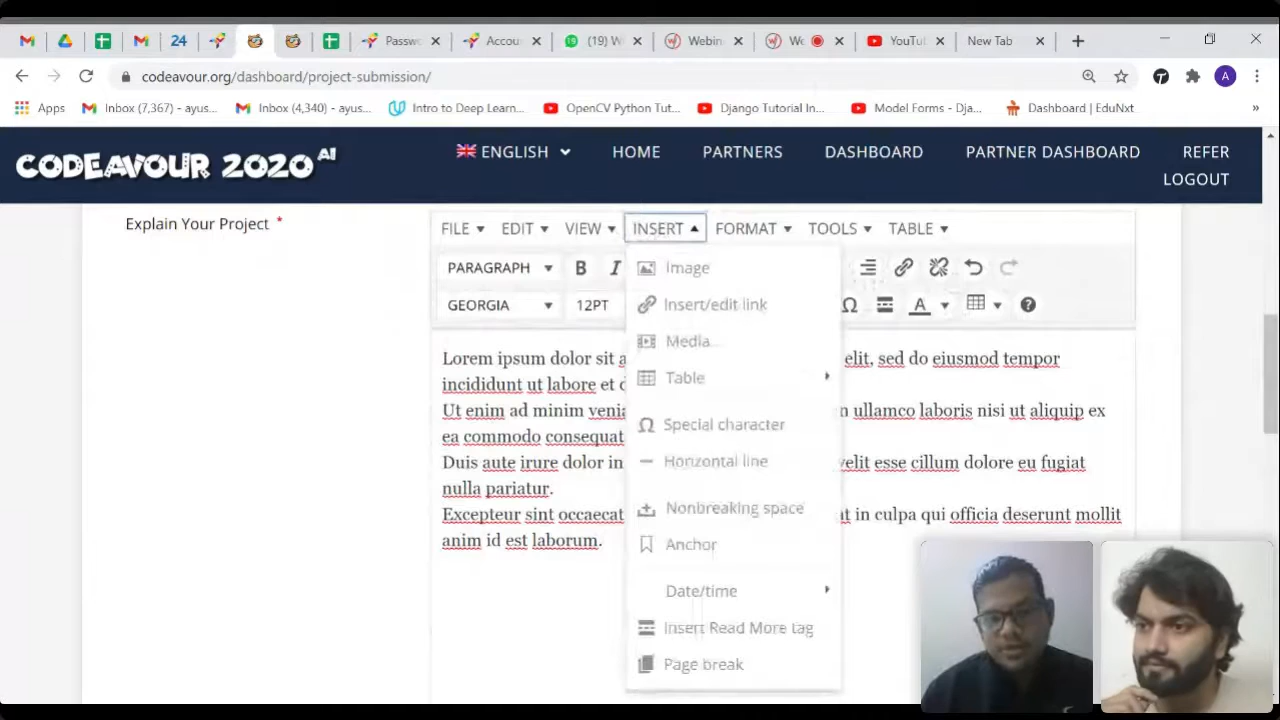 24
Passwo
Accou
(19) W
Webin
We
YouTu
New Tab
codeavour.org/dashboard/project-submission/
T
A
Apps
Inbox (7,367) - ayus...
Inbox (4,340) - ayus...
Intro to Deep Learn...
OpenCV Python Tut...
Django Tutorial In...
Model Forms - Dja...
Dashboard | EduNxt
»
CODEAVOUR 2020 AI
ENGLISH
HOME
PARTNERS
DASHBOARD
PARTNER DASHBOARD
REFER
LOGOUT
Explain Your Project *
FILE
EDIT
VIEW
INSERT
FORMAT
TOOLS
TABLE
PARAGRAPH
B
I
GEORGIA
12PT
Ω
A
Image
Insert/edit link
Media
Table
Special character
Horizontal line
Nonbreaking space
Anchor
Date/time
Insert Read More tag
Page break
Lorem ipsum dolor sit a elit, sed do eiusmod tempor
incididunt ut labore et d
Ut enim ad minim venia n ullamco laboris nisi ut aliquip ex
ea commodo consequat
Duis aute irure dolor in velit esse cillum dolore eu fugiat
nulla pariatur.
Excepteur sint occaecat at in culpa qui officia deserunt mollit
anim id est laborum.